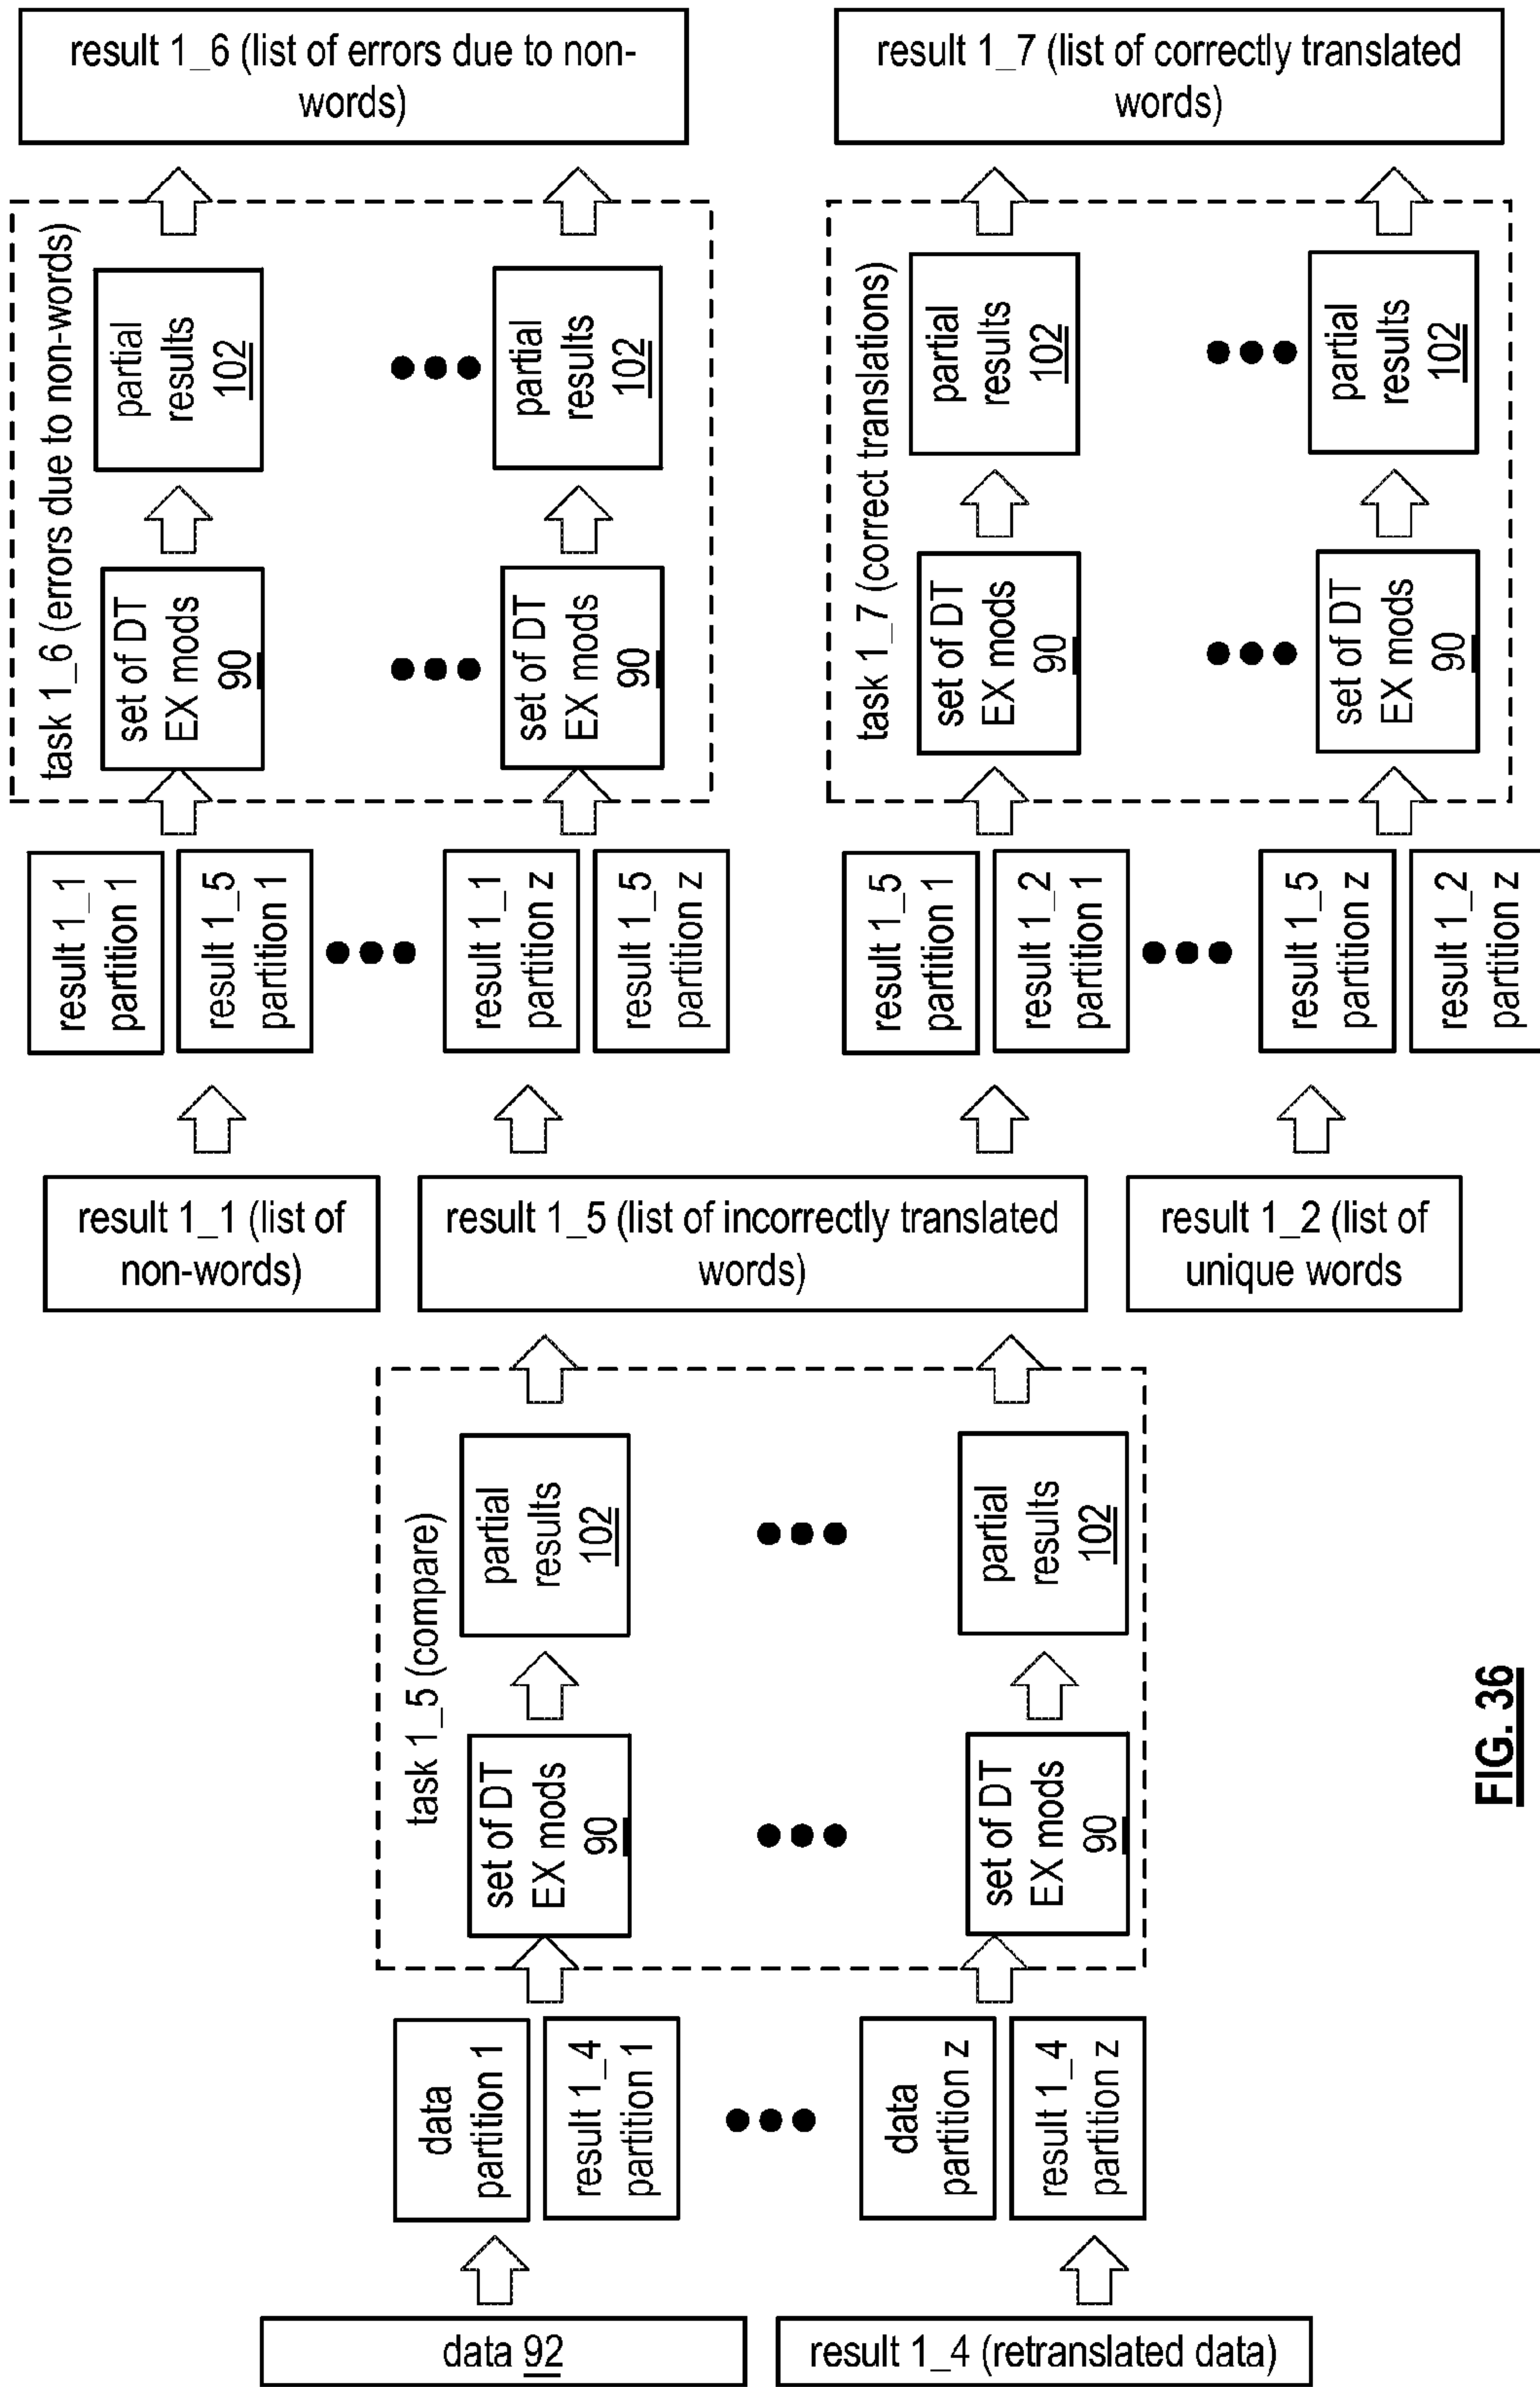 data 92
result 1_4 (retranslated data)
data
partition 1
result 1_4
partition 1
data
partition z
result 1_4
partition z
task 1_5 (compare)
set of DT
EX mods
90
partial
results
102
set of DT
EX mods
90
partial
results
102
result 1_1 (list of
non-words)
result 1_5 (list of incorrectly translated
words)
result 1_2 (list of
unique words
result 1_1
partition 1
result 1_5
partition 1
result 1_1
partition z
result 1_5
partition z
task 1_6 (errors due to non-words)
set of DT
EX mods
90
partial
results
102
set of DT
EX mods
90
partial
results
102
result 1_6 (list of errors due to non-
words)
result 1_5
partition 1
result 1_2
partition 1
result 1_5
partition z
result 1_2
partition z
task 1_7 (correct translations)
set of DT
EX mods
90
partial
results
102
set of DT
EX mods
90
partial
results
102
result 1_7 (list of correctly translated
words)
FIG. 36